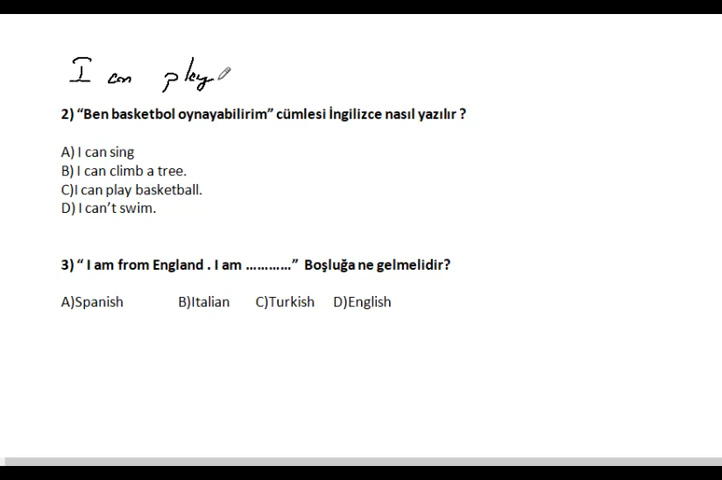 I can play
2) “Ben basketbol oynayabilirim” cümlesi İngilizce nasıl yazılır ?
A) I can sing
B) I can climb a tree.
C)I can play basketball.
D) I can’t swim.
3) “ I am from England . I am …………” Boşluğa ne gelmelidir?
A)Spanish B)Italian C)Turkish D)English